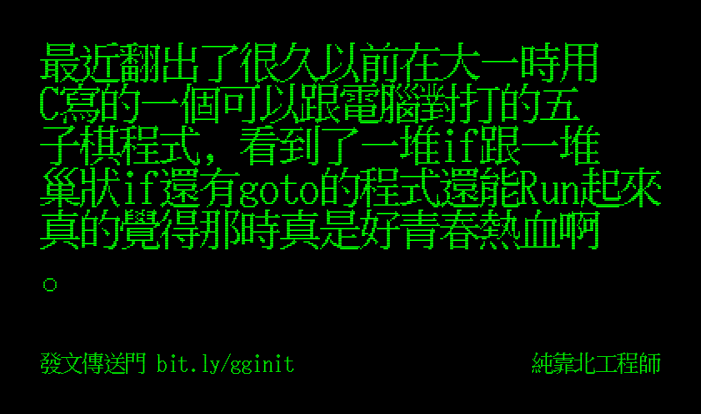 最近翻出了很久以前在大一時用
C寫的一個可以跟電腦對打的五
子棋程式，看到了一堆if跟一堆
巢狀if還有goto的程式還能Run起來
真的覺得那時真是好青春熱血啊
。
發文傳送門 bit.ly/gginit
純靠北工程師